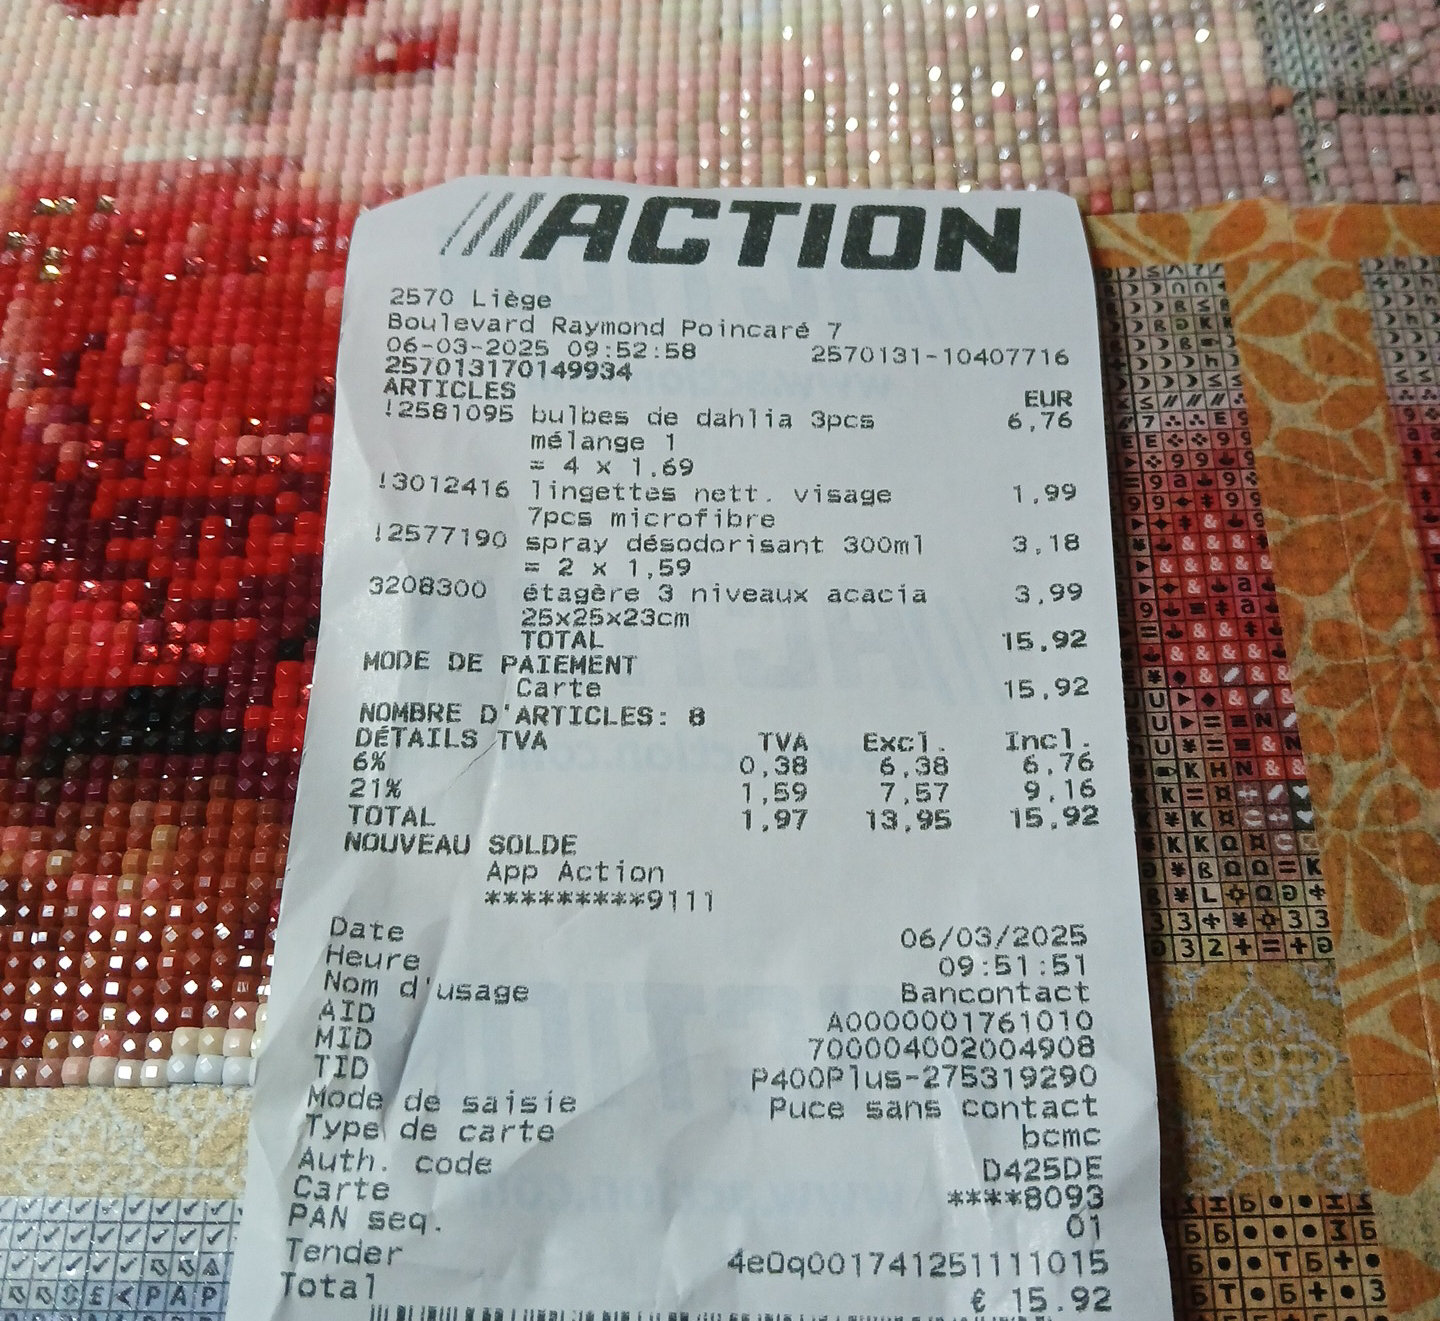 ///ACTION
2570 Liège
Boulevard Raymond Poincaré 7
06-03-2025 09:52:58 2570131-10407716
257013170149934
ARTICLES EUR
!2581095 bulbes de dahlia 3pcs 6,76
mélange 1
= 4 x 1,69
!3012416 lingettes nett. visage 1,99
7pcs microfibre
!2577190 spray désodorisant 300ml 3,18
= 2 x 1,59
3208300 étagère 3 niveaux acacia 3,99
25x25x23cm
TOTAL 15,92
MODE DE PAIEMENT
Carte 15,92
NOMBRE D'ARTICLES: 8
DÉTAILS TVA TVA Excl. Incl.
6% 0,38 6,38 6,76
21% 1,59 7,57 9,16
TOTAL 1,97 13,95 15,92
NOUVEAU SOLDE
App Action
*********9111
Date 06/03/2025
Heure 09:51:51
Nom d'usage Bancontact
AID A0000001761010
MID 700004002004908
TID P400Plus-275319290
Mode de saisie Puce sans contact
Type de carte bcmc
Auth. code D425DE
Carte ****8093
PAN seq. 01
Tender 4e0q001741251111015
Total € 15.92